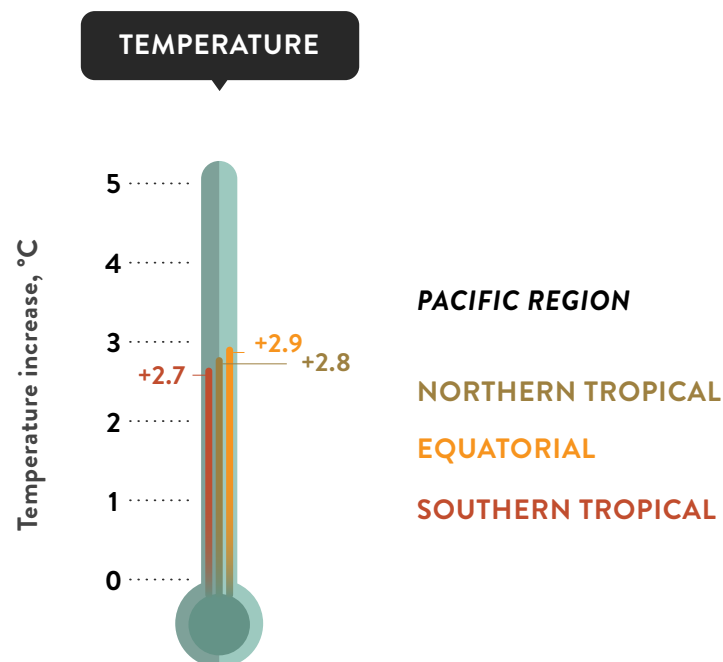 TEMPERATURE
Temperature increase, °C
5
4
3
2
1
0
+2.9
+2.8
+2.7
PACIFIC REGION
NORTHERN TROPICAL
EQUATORIAL
SOUTHERN TROPICAL